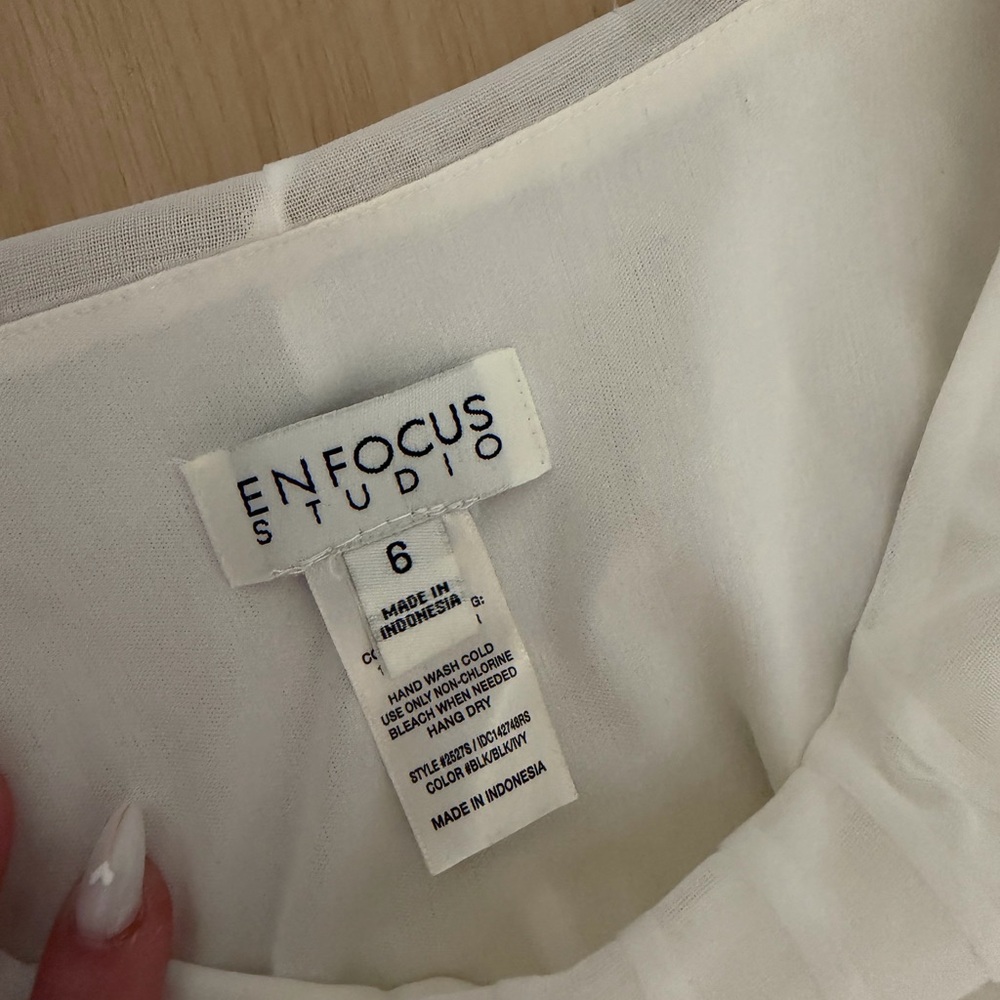 ENFOCUS
STUDIO
6
MADE IN
INDONESIA
HAND WASH COLD
USE ONLY NON-CHLORINE
BLEACH WHEN NEEDED
HANG DRY
STYLE #2527S / IDC142748RS
COLOR #BLK/BLK/IVY
MADE IN INDONESIA